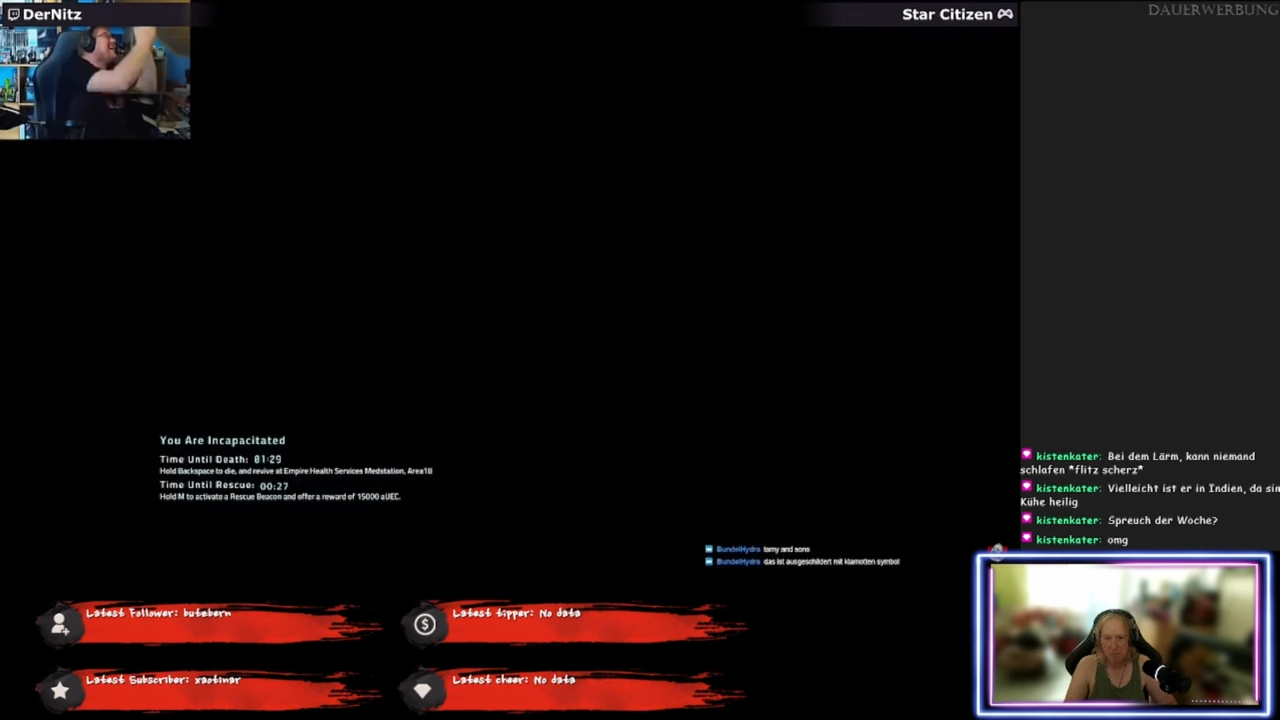 DerNitz
Star Citizen
DAUERWERBUNG
You Are Incapacitated
Time Until Death: 01:29
Hold Backspace to die, and revive at Empire Health Services Medstation, Area18
Time Until Rescue: 00:27
Hold M to activate a Rescue Beacon and offer a reward of 15000 aUEC.
kistenkater: Bei dem Lärm, kann niemand
schlafen *flitz scherz*
kistenkater: Vielleicht ist er in Indien, da sin
Kühe heilig
kistenkater: Spreuch der Woche?
kistenkater: omg
BundelHydra tamy and sons
BundelHydra das ist ausgeschildert mit klamotten symbol
Latest Follower: butzbern
Latest tipper: No data
Latest Subscriber: xaotinar
Latest cheer: No data